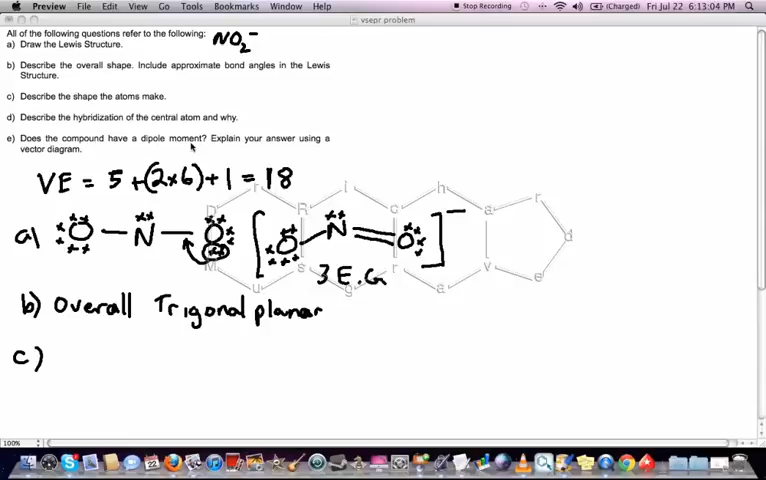 Preview File Edit View Go Tools Bookmarks Window Help Stop Recording (Charged) Fri Jul 22 6:13:04 PM
vsepr problem
All of the following questions refer to the following: NO2-
a) Draw the Lewis Structure.
b) Describe the overall shape. Include approximate bond angles in the Lewis
Structure.
c) Describe the shape the atoms make.
d) Describe the hybridization of the central atom and why.
e) Does the compound have a dipole moment? Explain your answer using a
vector diagram.
VE = 5 + (2x6) + 1 = 18
D r R i c h a r d
a) O — N — O [O — N = O]-
M u s g r a v e
3 E.G
b) Overall Trigonal planar
c)
100%